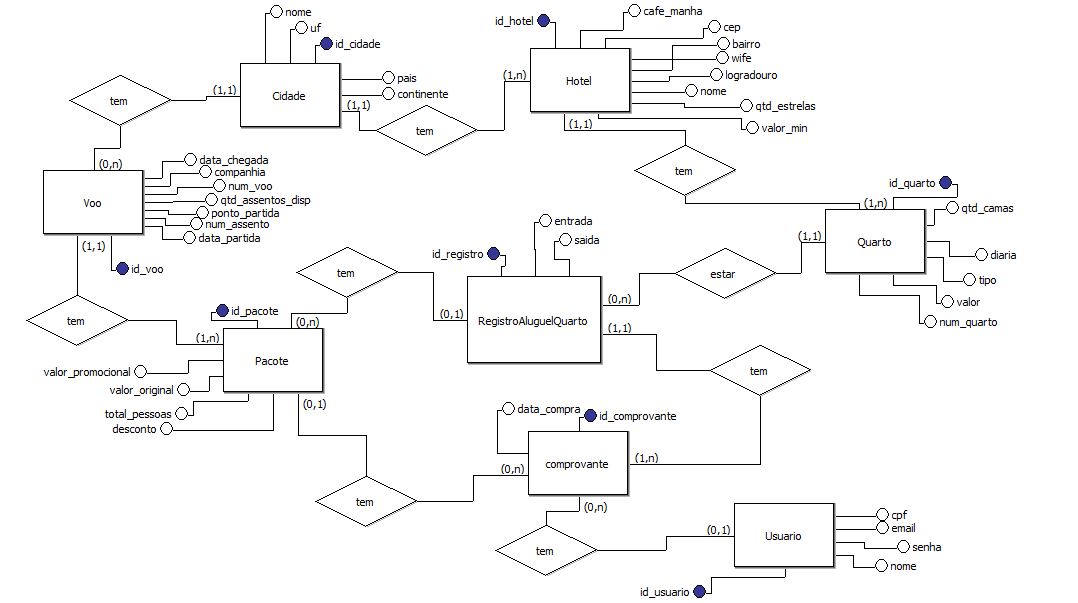 nome
uf
id_cidade
Cidade
pais
continente
(1,1)
(1,1)
tem
tem
(0,n)
id_hotel
cafe_manha
cep
bairro
wife
logradouro
nome
qtd_estrelas
valor_min
Hotel
(1,n)
(1,1)
tem
data_chegada
companhia
num_voo
qtd_assentos_disp
ponto_partida
num_assento
data_partida
Voo
(1,1)
id_voo
tem
id_quarto
(1,n)
qtd_camas
Quarto
(1,1)
diaria
tipo
valor
num_quarto
entrada
saida
id_registro
estar
tem
(0,n)
RegistroAluguelQuarto
(0,1)
(1,1)
id_pacote
(0,n)
(1,n)
Pacote
valor_promocional
valor_original
total_pessoas
desconto
(0,1)
tem
data_compra
id_comprovante
comprovante
(1,n)
(0,n)
(0,n)
tem
tem
(0,1)
Usuario
cpf
email
senha
nome
id_usuario